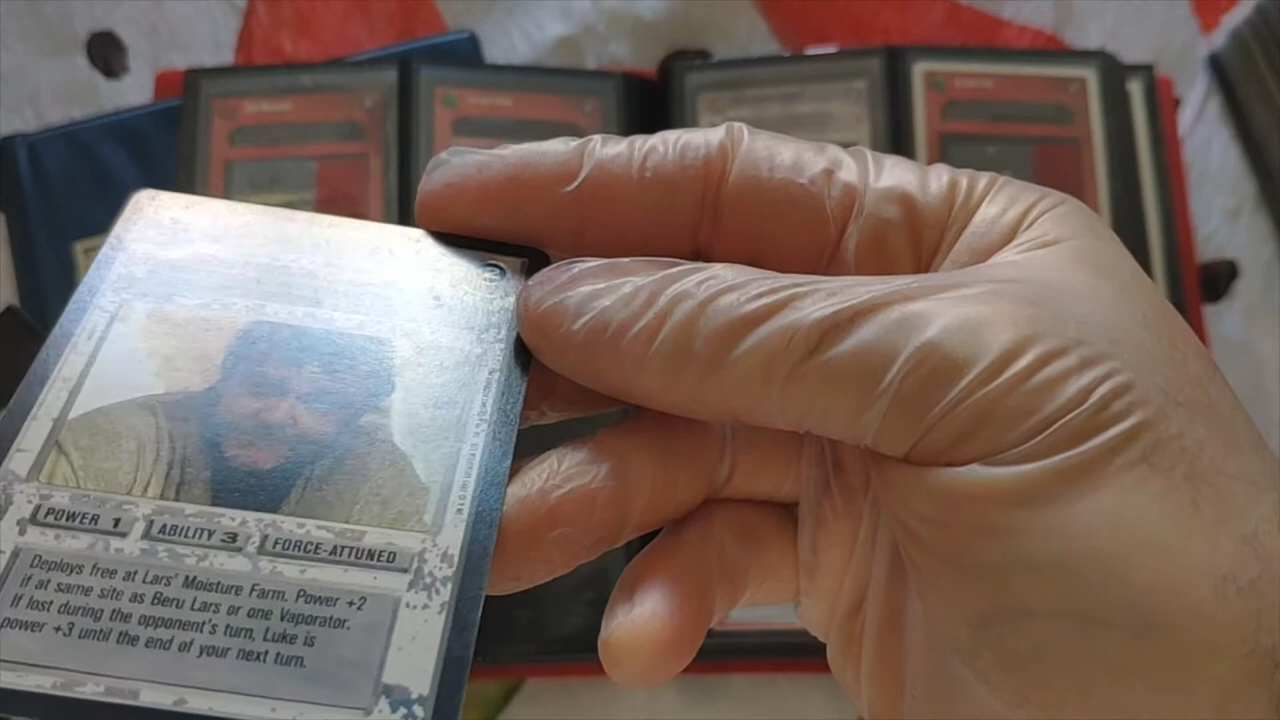 POWER 1 ABILITY 3 FORCE-ATTUNED
Deploys free at Lars' Moisture Farm. Power +2
if at same site as Beru Lars or one Vaporator.
If lost during the opponent's turn, Luke is
power +3 until the end of your next turn.